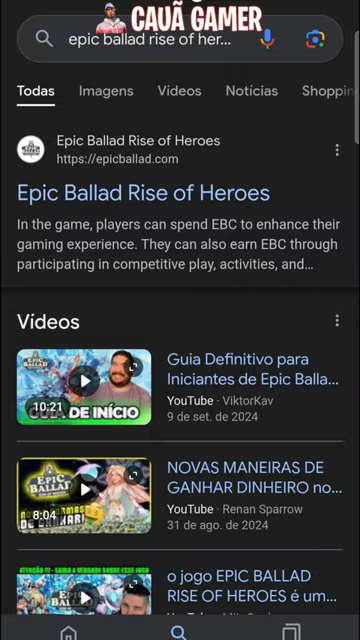 CAUÃ GAMER
epic ballad rise of her...
Todas
Imagens
Vídeos
Notícias
Shoppin
Epic Ballad Rise of Heroes
https://epicballad.com
Epic Ballad Rise of Heroes
In the game, players can spend EBC to enhance their
gaming experience. They can also earn EBC through
participating in competitive play, activities, and...
Vídeos
10:21
DE INÍCIO
Guia Definitivo para
Iniciantes de Epic Balla...
YouTube · VIktorKav
9 de set. de 2024
EPIC
BALLAD
8:04
NOVAS MANEIRAS DE
GANHAR DINHEIRO no...
YouTube · Renan Sparrow
31 de ago. de 2024
o jogo EPIC BALLAD
RISE OF HEROES é um...